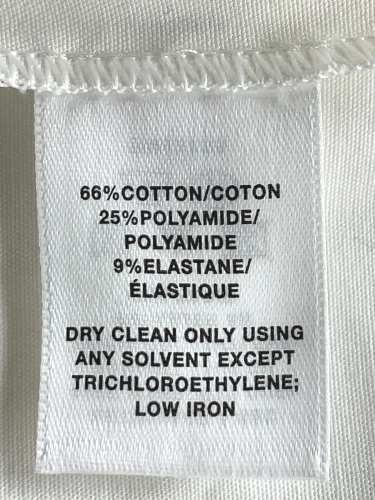 66%COTTON/COTON
25%POLYAMIDE/
POLYAMIDE
9%ELASTANE/
ÉLASTIQUE
DRY CLEAN ONLY USING
ANY SOLVENT EXCEPT
TRICHLOROETHYLENE;
LOW IRON